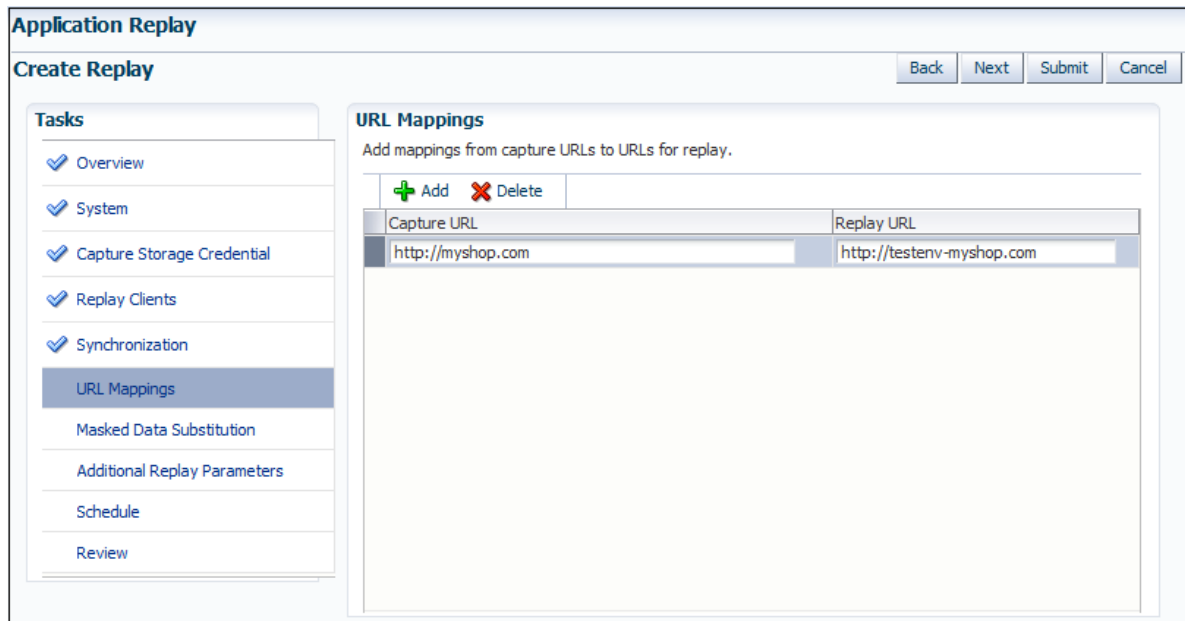 Application Replay
Create Replay
Back Next Submit Cancel
Tasks
Overview
System
Capture Storage Credential
Replay Clients
Synchronization
URL Mappings
Masked Data Substitution
Additional Replay Parameters
Schedule
Review
URL Mappings
Add mappings from capture URLs to URLs for replay.
Add Delete
Capture URL Replay URL
http://myshop.com http://testenv-myshop.com